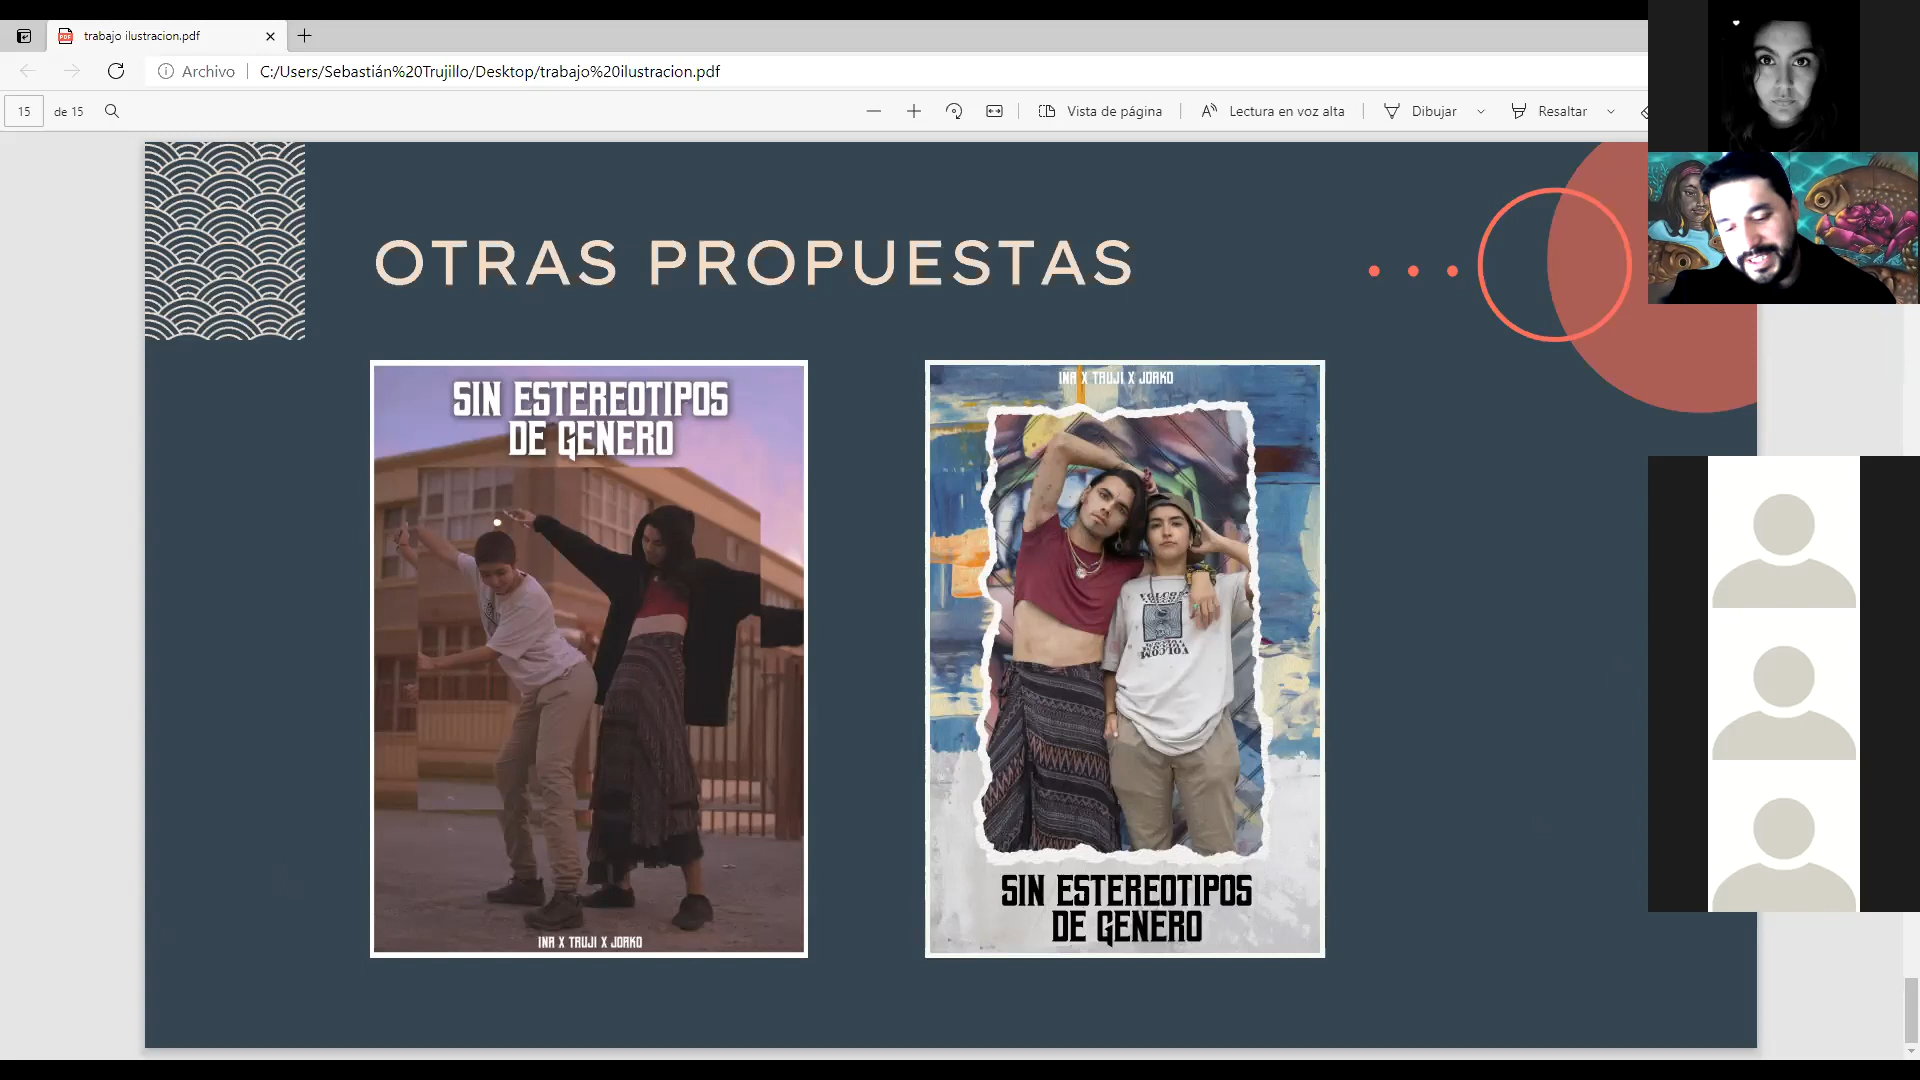 trabajo ilustracion.pdf
Archivo
C:/Users/Sebastián%20Trujillo/Desktop/trabajo%20ilustracion.pdf
15
de 15
Vista de página
Lectura en voz alta
Dibujar
Resaltar
OTRAS PROPUESTAS
SIN ESTEREOTIPOS
DE GENERO
INA X TRUJI X JORKO
INA X TRUJI X JORKO
VOLCOM
SIN ESTEREOTIPOS
DE GENERO